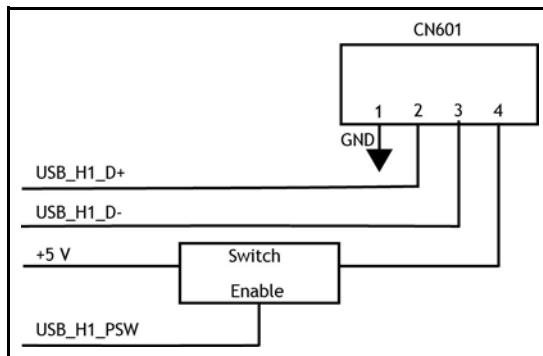 CN601
1 2 3 4
GND
USB_H1_D+
USB_H1_D-
+5 V
Switch
Enable
USB_H1_PSW